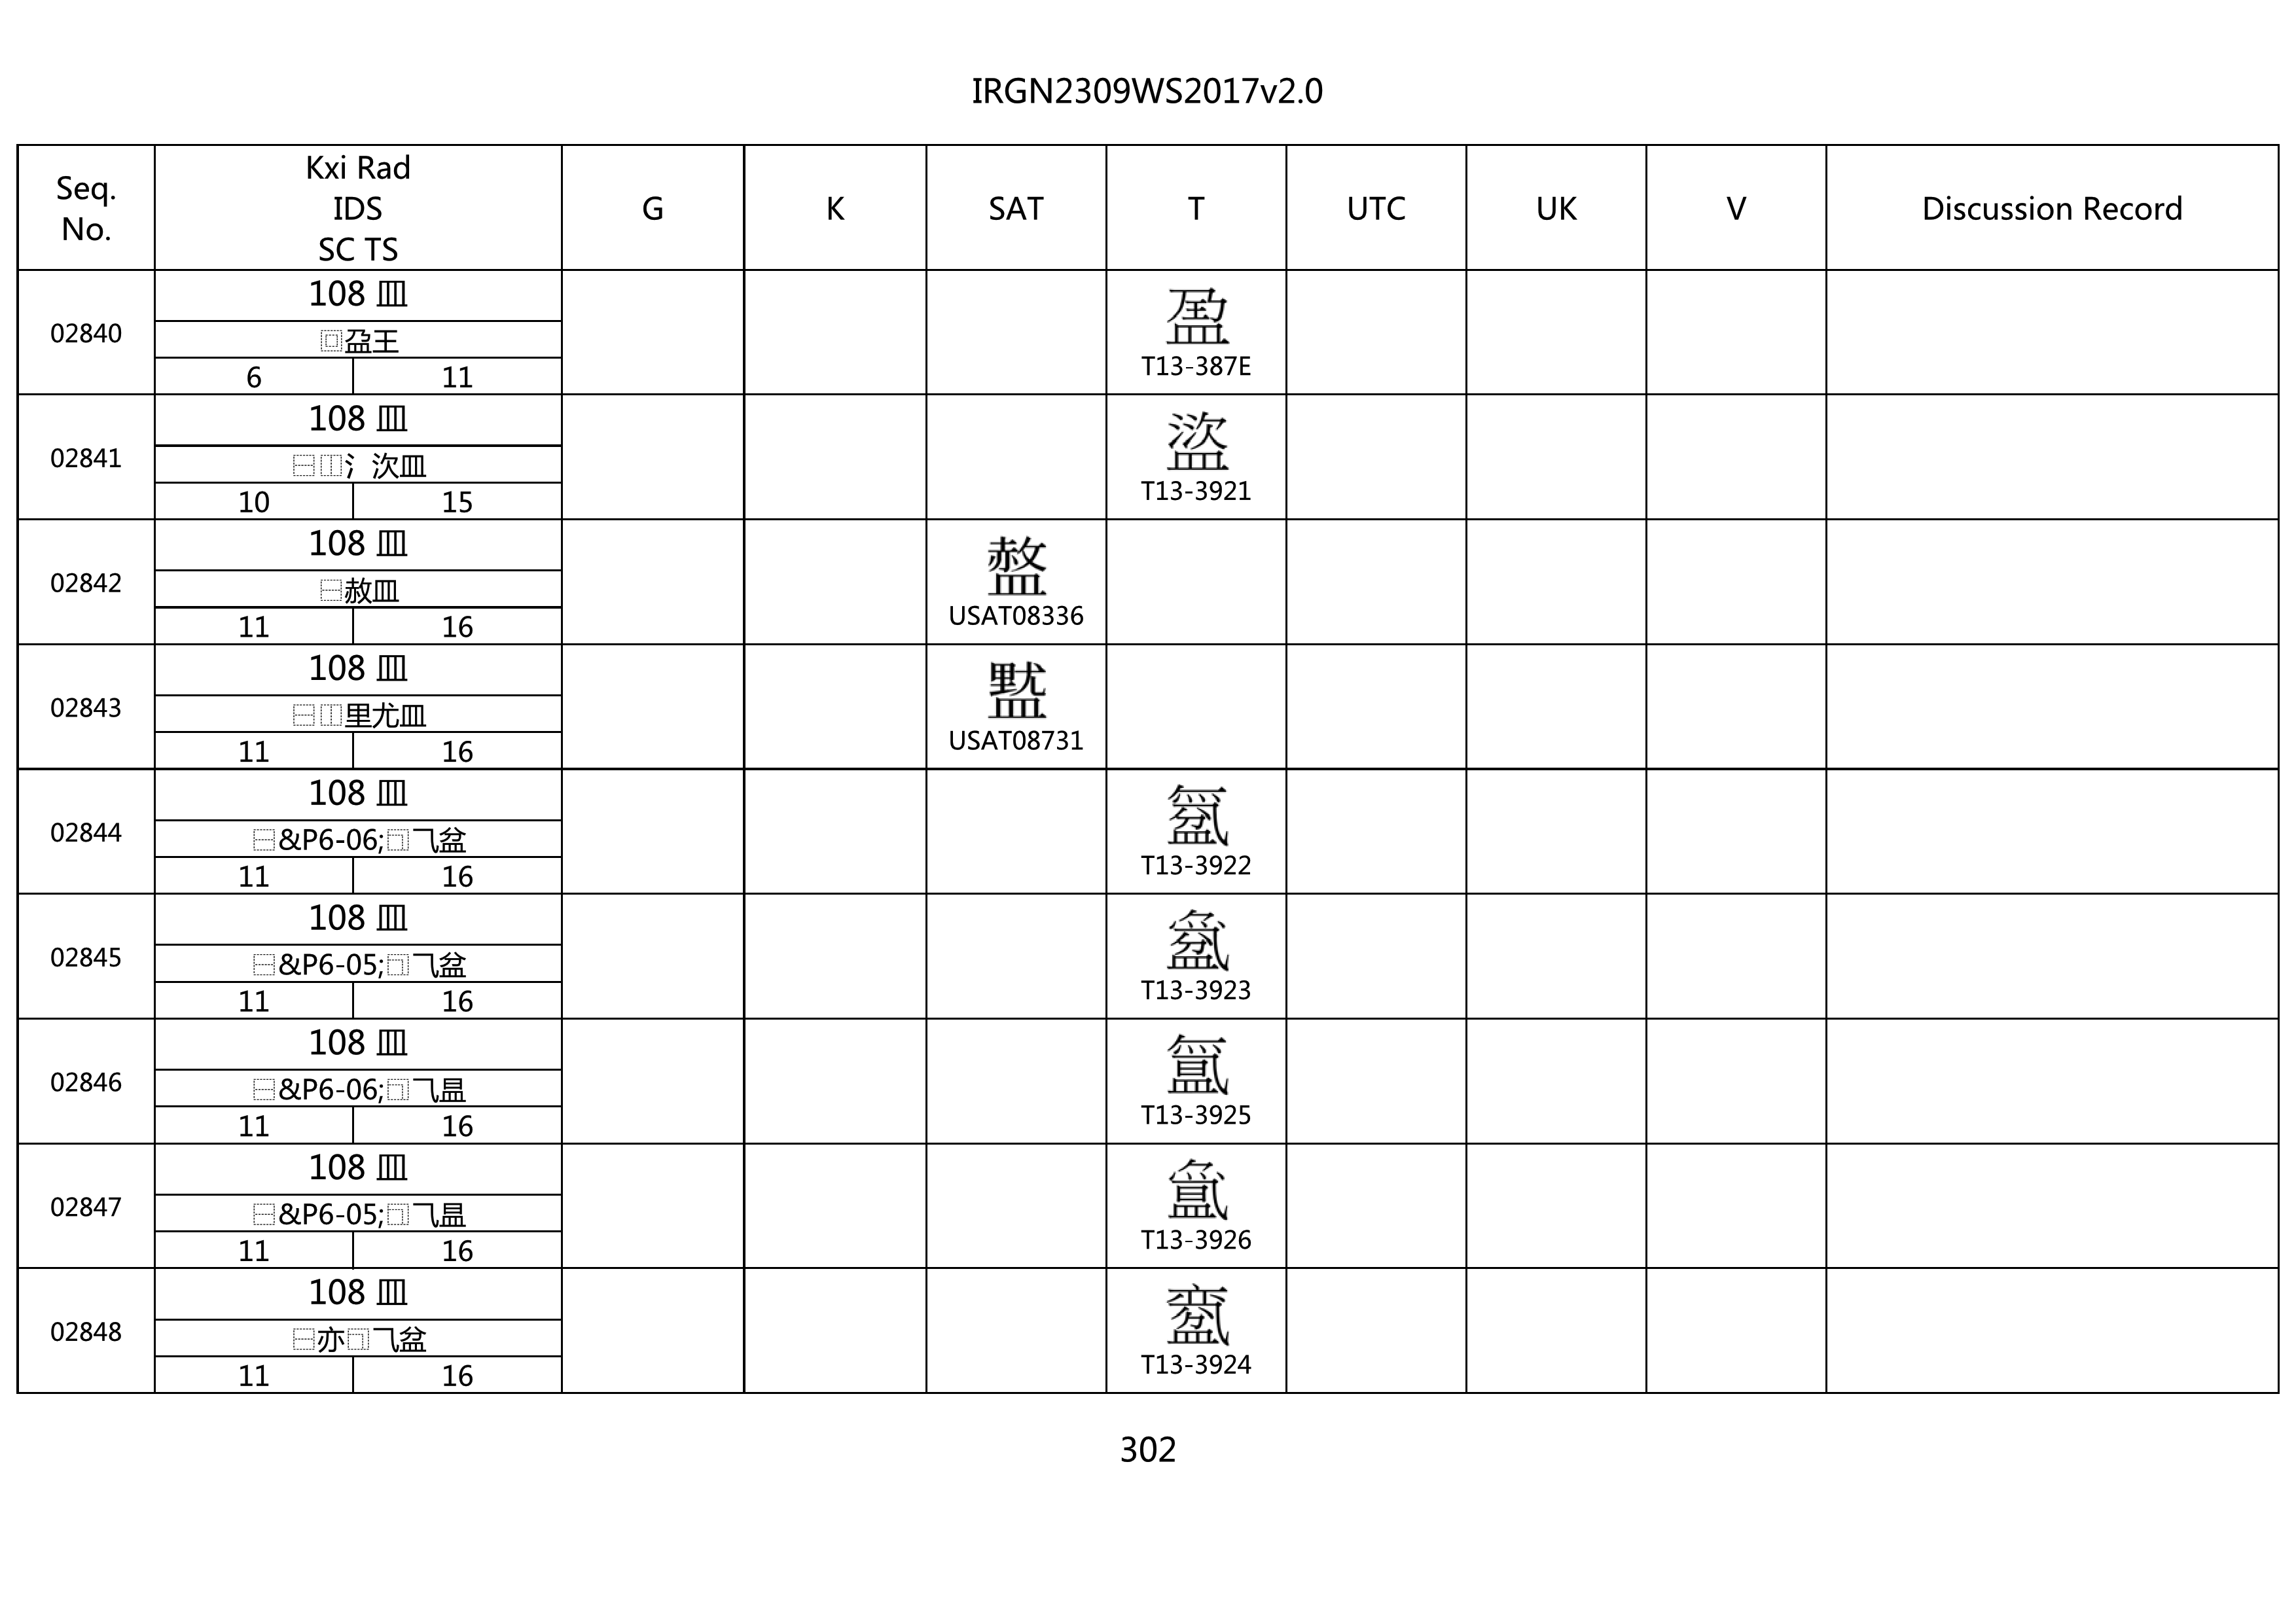 IRGN2309WS2017v2.0
Seq. No.
Kxi Rad
IDS
SC TS
G K SAT T UTC UK V Discussion Record
02840
108 皿
⿴盁王
6 11
T13-387E
02841
108 皿
⿱⿰氵次皿
10 15
T13-3921
02842
108 皿
⿱赦皿
11 16
USAT08336
02843
108 皿
⿱⿰里尤皿
11 16
USAT08731
02844
108 皿
⿱&P6-06;⿹⺄盆
11 16
T13-3922
02845
108 皿
⿱&P6-05;⿹⺄盆
11 16
T13-3923
02846
108 皿
⿱&P6-06;⿹⺄昷
11 16
T13-3925
02847
108 皿
⿱&P6-05;⿹⺄昷
11 16
T13-3926
02848
108 皿
⿱亦⿹⺄盆
11 16
T13-3924
302